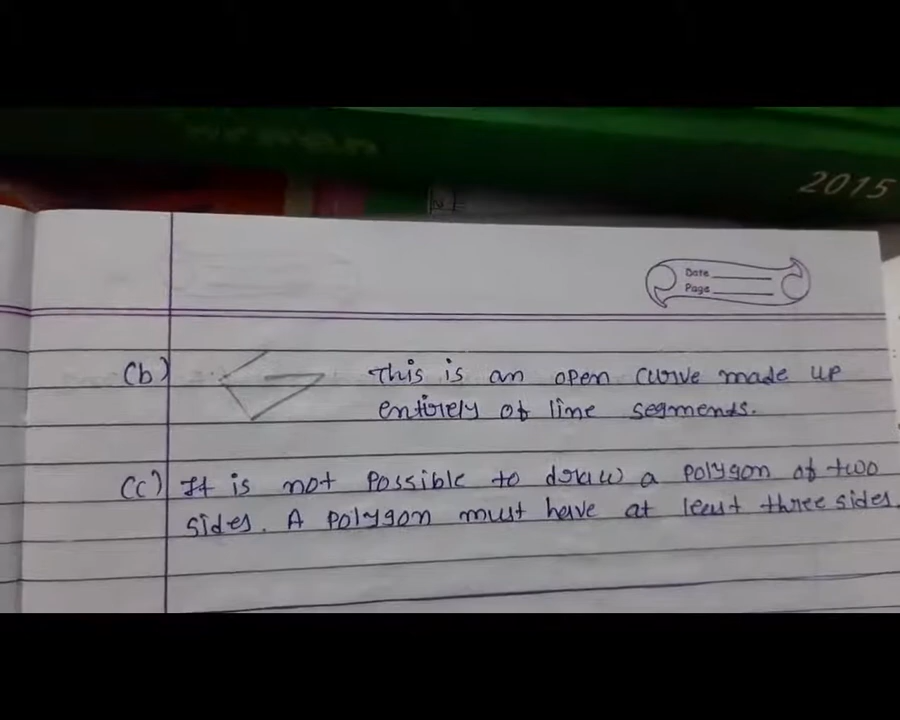 2015
Date
Page
(b) This is an open curve made up
entirely of line segments.
(c) It is not possible to draw a polygon of two
sides. A polygon must have at least three sides.